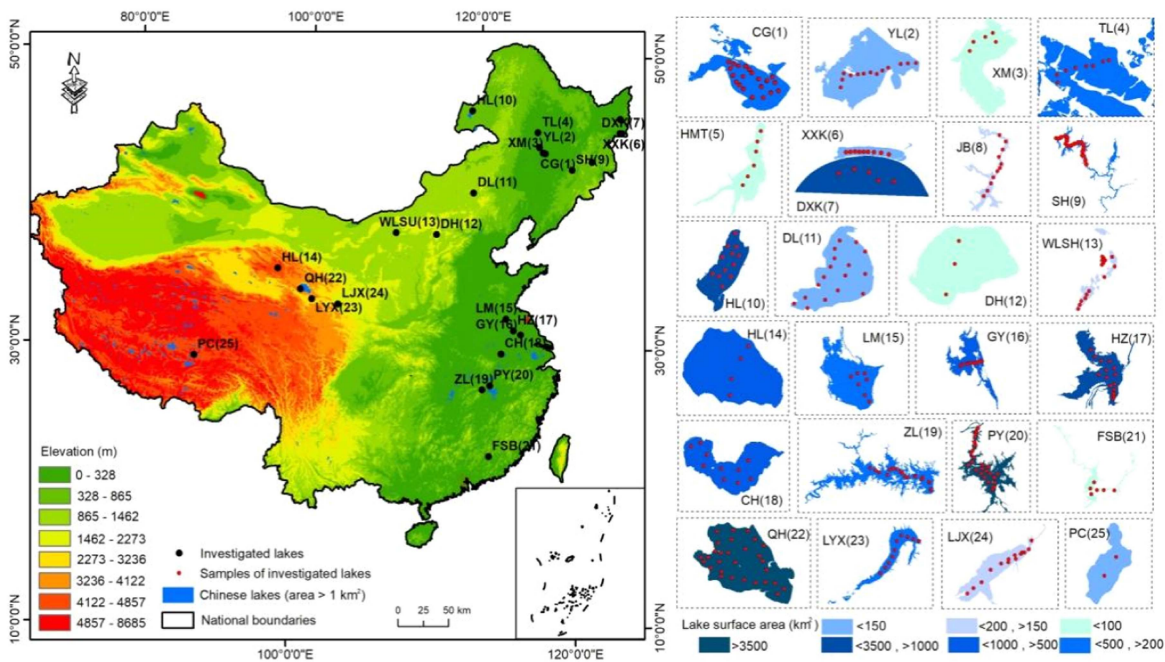 80°0'0"E
100°0'0"E
120°0'0"E
50°0'0"N
30°0'0"N
10°0'0"N
N
HL(10)
TL(4)
DXK(7)
YL(2)
XM(3)
XXK(6)
CG(1)
SH(9)
DL(11)
WLSU(13)
DH(12)
HL(14)
QH(22)
LJX(24)
LYX(23)
LM(15)
HZ(17)
GY(16)
CH(18)
PC(25)
ZL(19)
PY(20)
FSB(21)
Elevation (m)
0 - 328
328 - 865
865 - 1462
1462 - 2273
2273 - 3236
3236 - 4122
4122 - 4857
4857 - 8685
Investigated lakes
Samples of investigated lakes
Chinese lakes (area > 1 km²)
National boundaries
0 25 50 km
100°0'0"E
120°0'0"E
50°0'0"N
30°0'0"N
10°0'0"N
CG(1)
YL(2)
XM(3)
TL(4)
HMT(5)
XXK(6)
DXK(7)
JB(8)
SH(9)
HL(10)
DL(11)
DH(12)
WLSH(13)
HL(14)
LM(15)
GY(16)
HZ(17)
CH(18)
ZL(19)
PY(20)
FSB(21)
QH(22)
LYX(23)
LJX(24)
PC(25)
Lake surface area (km²)
<150
<200 , >150
<100
>3500
<3500 , >1000
<1000 , >500
<500 , >200